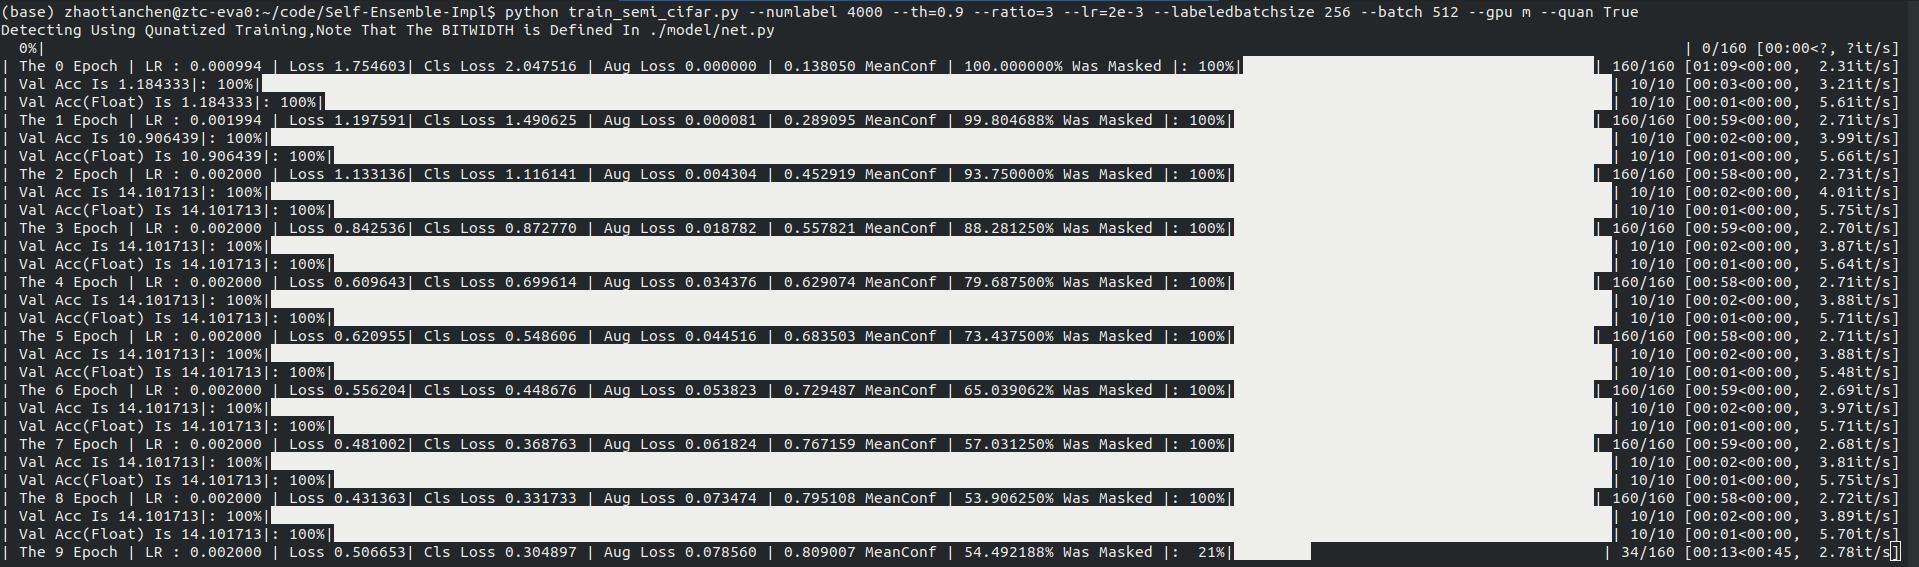 (base) zhaotianchen@ztc-eva0:~/code/Self-Ensemble-Impl$ python train_semi_cifar.py --numlabel 4000 --th=0.9 --ratio=3 --lr=2e-3 --labeledbatchsize 256 --batch 512 --gpu m --quan True
Detecting Using Qunatized Training,Note That The BITWIDTH is Defined In ./model/net.py
0%| | 0/160 [00:00<?, ?it/s]
| The 0 Epoch | LR : 0.000994 | Loss 1.754603| Cls Loss 2.047516 | Aug Loss 0.000000 | 0.138050 MeanConf | 100.000000% Was Masked |: 100%| | 160/160 [01:09<00:00, 2.31it/s]
| Val Acc Is 1.184333|: 100%| | 10/10 [00:03<00:00, 3.21it/s]
| Val Acc(Float) Is 1.184333|: 100%| | 10/10 [00:01<00:00, 5.61it/s]
| The 1 Epoch | LR : 0.001994 | Loss 1.197591| Cls Loss 1.490625 | Aug Loss 0.000081 | 0.289095 MeanConf | 99.804688% Was Masked |: 100%| | 160/160 [00:59<00:00, 2.71it/s]
| Val Acc Is 10.906439|: 100%| | 10/10 [00:02<00:00, 3.99it/s]
| Val Acc(Float) Is 10.906439|: 100%| | 10/10 [00:01<00:00, 5.66it/s]
| The 2 Epoch | LR : 0.002000 | Loss 1.133136| Cls Loss 1.116141 | Aug Loss 0.004304 | 0.452919 MeanConf | 93.750000% Was Masked |: 100%| | 160/160 [00:58<00:00, 2.73it/s]
| Val Acc Is 14.101713|: 100%| | 10/10 [00:02<00:00, 4.01it/s]
| Val Acc(Float) Is 14.101713|: 100%| | 10/10 [00:01<00:00, 5.75it/s]
| The 3 Epoch | LR : 0.002000 | Loss 0.842536| Cls Loss 0.872770 | Aug Loss 0.018782 | 0.557821 MeanConf | 88.281250% Was Masked |: 100%| | 160/160 [00:59<00:00, 2.70it/s]
| Val Acc Is 14.101713|: 100%| | 10/10 [00:02<00:00, 3.87it/s]
| Val Acc(Float) Is 14.101713|: 100%| | 10/10 [00:01<00:00, 5.64it/s]
| The 4 Epoch | LR : 0.002000 | Loss 0.609643| Cls Loss 0.699614 | Aug Loss 0.034376 | 0.629074 MeanConf | 79.687500% Was Masked |: 100%| | 160/160 [00:58<00:00, 2.71it/s]
| Val Acc Is 14.101713|: 100%| | 10/10 [00:02<00:00, 3.88it/s]
| Val Acc(Float) Is 14.101713|: 100%| | 10/10 [00:01<00:00, 5.71it/s]
| The 5 Epoch | LR : 0.002000 | Loss 0.620955| Cls Loss 0.548606 | Aug Loss 0.044516 | 0.683503 MeanConf | 73.437500% Was Masked |: 100%| | 160/160 [00:58<00:00, 2.71it/s]
| Val Acc Is 14.101713|: 100%| | 10/10 [00:02<00:00, 3.88it/s]
| Val Acc(Float) Is 14.101713|: 100%| | 10/10 [00:01<00:00, 5.48it/s]
| The 6 Epoch | LR : 0.002000 | Loss 0.556204| Cls Loss 0.448676 | Aug Loss 0.053823 | 0.729487 MeanConf | 65.039062% Was Masked |: 100%| | 160/160 [00:59<00:00, 2.69it/s]
| Val Acc Is 14.101713|: 100%| | 10/10 [00:02<00:00, 3.97it/s]
| Val Acc(Float) Is 14.101713|: 100%| | 10/10 [00:01<00:00, 5.71it/s]
| The 7 Epoch | LR : 0.002000 | Loss 0.481002| Cls Loss 0.368763 | Aug Loss 0.061824 | 0.767159 MeanConf | 57.031250% Was Masked |: 100%| | 160/160 [00:59<00:00, 2.68it/s]
| Val Acc Is 14.101713|: 100%| | 10/10 [00:02<00:00, 3.81it/s]
| Val Acc(Float) Is 14.101713|: 100%| | 10/10 [00:01<00:00, 5.75it/s]
| The 8 Epoch | LR : 0.002000 | Loss 0.431363| Cls Loss 0.331733 | Aug Loss 0.073474 | 0.795108 MeanConf | 53.906250% Was Masked |: 100%| | 160/160 [00:58<00:00, 2.72it/s]
| Val Acc Is 14.101713|: 100%| | 10/10 [00:02<00:00, 3.89it/s]
| Val Acc(Float) Is 14.101713|: 100%| | 10/10 [00:01<00:00, 5.70it/s]
| The 9 Epoch | LR : 0.002000 | Loss 0.506653| Cls Loss 0.304897 | Aug Loss 0.078560 | 0.809007 MeanConf | 54.492188% Was Masked |: 21%| | 34/160 [00:13<00:45, 2.78it/s]